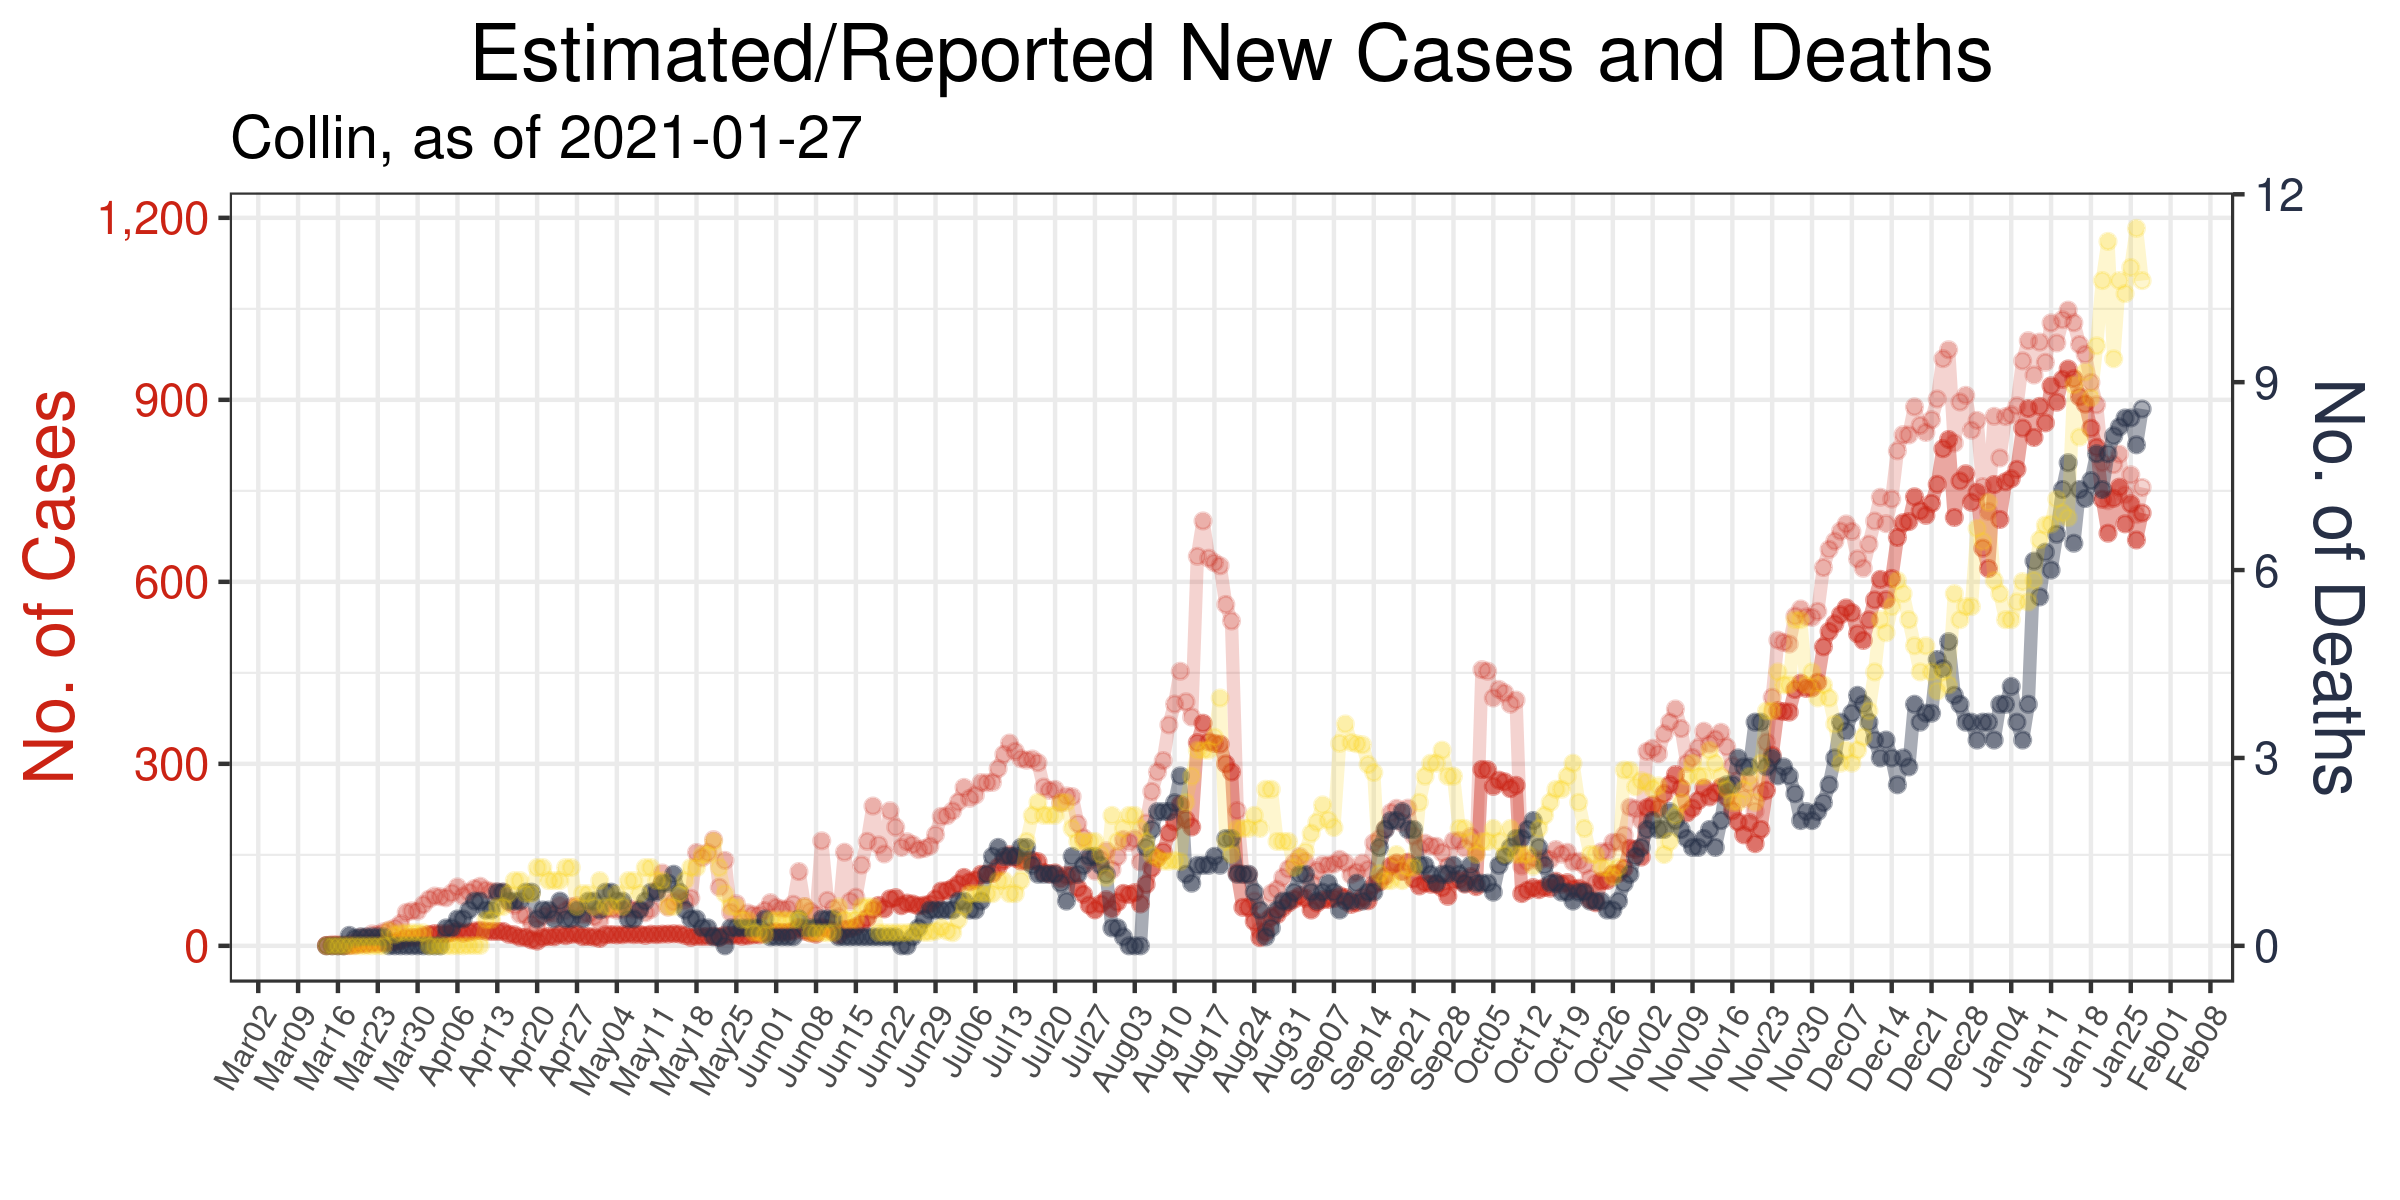 Estimated/Reported New Cases and Deaths
Collin, as of 2021-01-27
No. of Cases
1,200
900
600
300
0
12
9
6
3
0
No. of Deaths
Mar02
Mar09
Mar16
Mar23
Mar30
Apr06
Apr13
Apr20
Apr27
May04
May11
May18
May25
Jun01
Jun08
Jun15
Jun22
Jun29
Jul06
Jul13
Jul20
Jul27
Aug03
Aug10
Aug17
Aug24
Aug31
Sep07
Sep14
Sep21
Sep28
Oct05
Oct12
Oct19
Oct26
Nov02
Nov09
Nov16
Nov23
Nov30
Dec07
Dec14
Dec21
Dec28
Jan04
Jan11
Jan18
Jan25
Feb01
Feb08